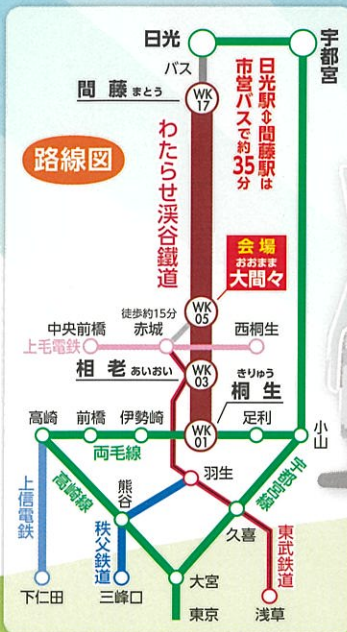 日光
宇都宮
バス
間藤 まとう
WK
17
日光駅⇔間藤駅は
市営バスで約
35分
路線図
わたらせ渓谷鐵道
会場
おおまま
大間々
徒歩約15分
WK
05
中央前橋
赤城
西桐生
上毛電鉄
相老 あいおい
WK
03
きりゅう
桐生
高崎
前橋
伊勢崎
WK
01
足利
小山
両毛線
上信電鉄
高崎線
熊谷
羽生
宇都宮線
秩父鉄道
久喜
東武鉄道
下仁田
三峰口
大宮
東京
浅草